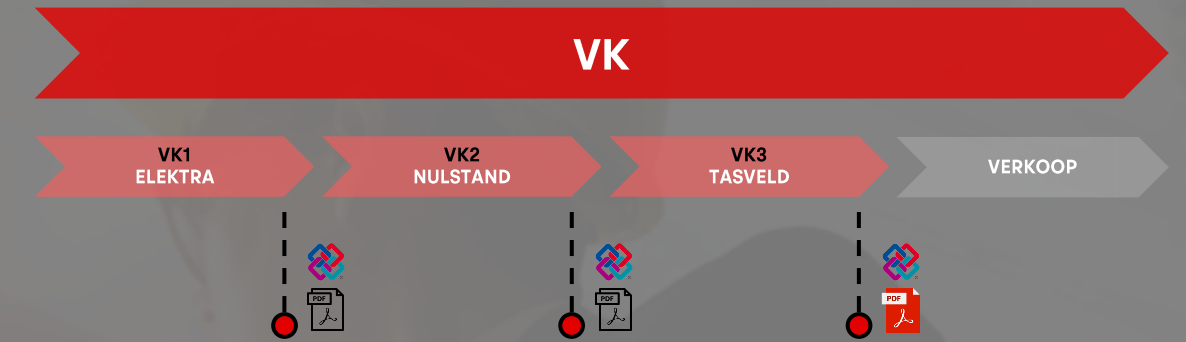 VK
VK1
ELEKTRA
VK2
NULSTAND
VK3
TASVELD
VERKOOP
PDF
PDF
PDF